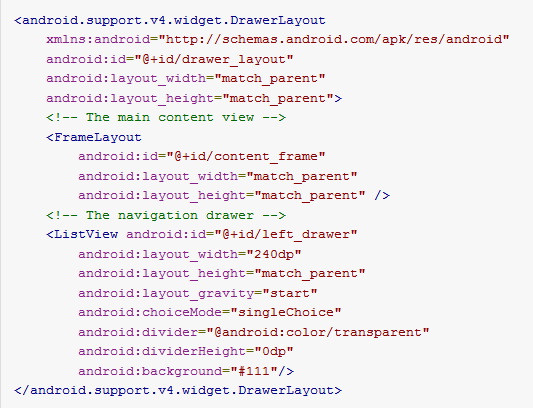 <android.support.v4.widget.DrawerLayout
    xmlns:android="http://schemas.android.com/apk/res/android"
    android:id="@+id/drawer_layout"
    android:layout_width="match_parent"
    android:layout_height="match_parent">
    <!-- The main content view -->
    <FrameLayout
        android:id="@+id/content_frame"
        android:layout_width="match_parent"
        android:layout_height="match_parent" />
    <!-- The navigation drawer -->
    <ListView android:id="@+id/left_drawer"
        android:layout_width="240dp"
        android:layout_height="match_parent"
        android:layout_gravity="start"
        android:choiceMode="singleChoice"
        android:divider="@android:color/transparent"
        android:dividerHeight="0dp"
        android:background="#111"/>
</android.support.v4.widget.DrawerLayout>